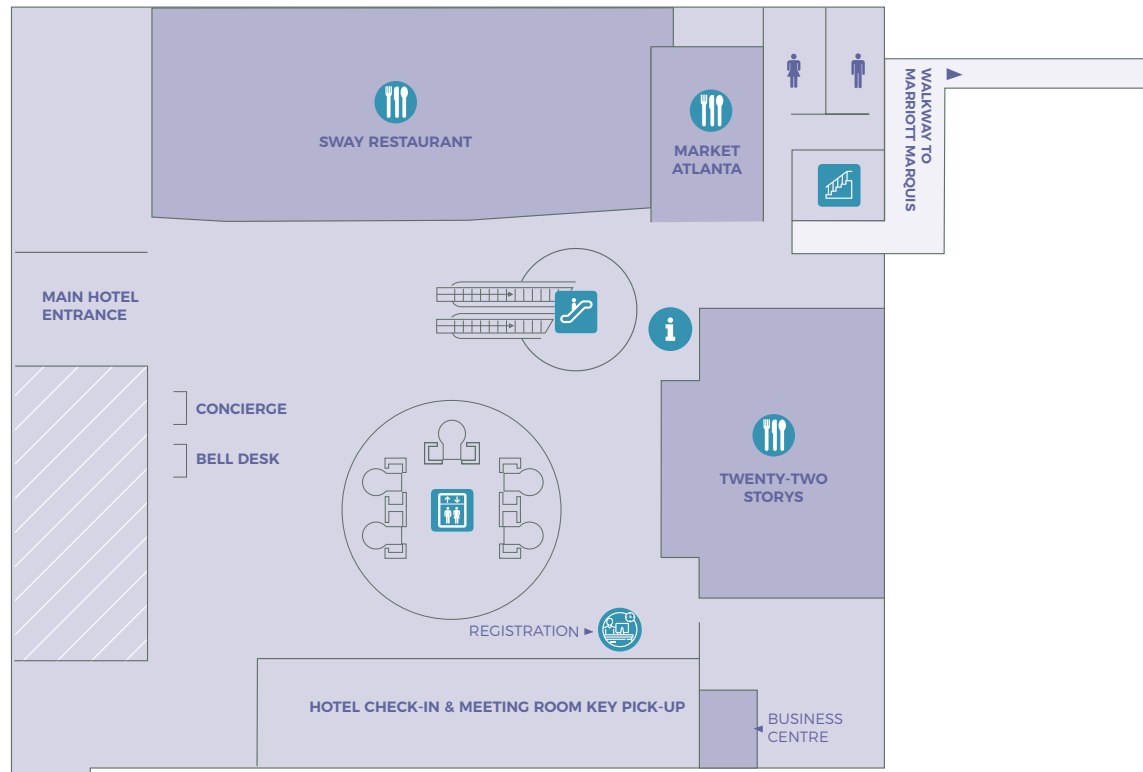 SWAY RESTAURANT
MARKET
ATLANTA
WALKWAY TO
MARRIOTT MARQUIS
MAIN HOTEL
ENTRANCE
i
CONCIERGE
BELL DESK
TWENTY-TWO
STORYS
REGISTRATION
HOTEL CHECK-IN & MEETING ROOM KEY PICK-UP
BUSINESS
CENTRE